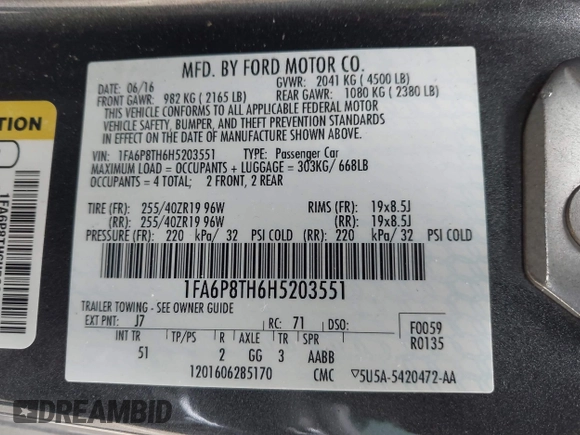 MFD. BY FORD MOTOR CO.
DATE: 06/16 GVWR: 2041 KG ( 4500 LB)
FRONT GAWR: 982 KG ( 2165 LB) REAR GAWR: 1080 KG ( 2380 LB)
THIS VEHICLE CONFORMS TO ALL APPLICABLE FEDERAL MOTOR
VEHICLE SAFETY, BUMPER, AND THEFT PREVENTION STANDARDS
IN EFFECT ON THE DATE OF MANUFACTURE SHOWN ABOVE.
VIN: 1FA6P8TH6H5203551 TYPE: Passenger Car
MAXIMUM LOAD = OCCUPANTS + LUGGAGE = 303KG/ 668LB
OCCUPANTS = 4 TOTAL; 2 FRONT, 2 REAR
TIRE (FR): 255/40ZR19 96W RIMS (FR): 19x8.5J
(RR): 255/40ZR19 96W (RR): 19x8.5J
PRESSURE (FR): 220 kPa/ 32 PSI COLD (RR): 220 kPa/ 32 PSI COLD
1FA6P8TH6H5203551
TRAILER TOWING - SEE OWNER GUIDE
EXT PNT: J7 RC: 71 DSO: F0059
R0135
INT TR TP/PS R AXLE TR SPR
51 2 GG 3 AABB
1201606285170 CMC 5U5A-5420472-AA
DREAMBID